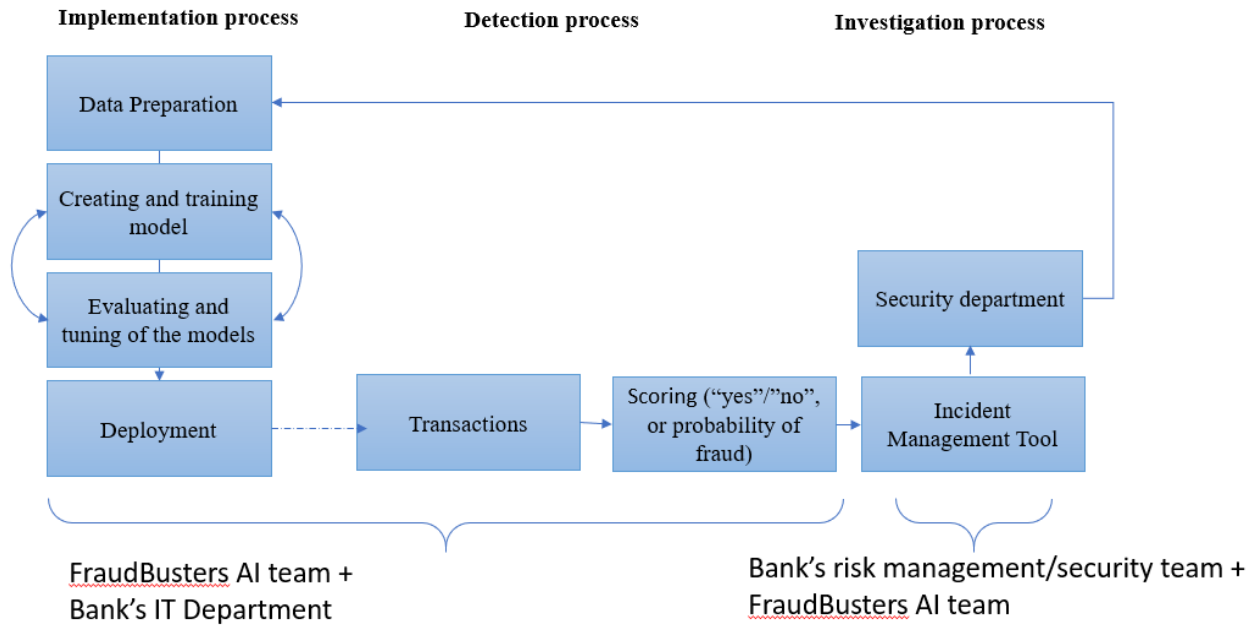 Implementation process
Detection process
Investigation process
Data Preparation
Creating and training
model
Evaluating and
tuning of the models
Deployment
Transactions
Scoring (“yes”/”no”,
or probability of
fraud)
Security department
Incident
Management Tool
FraudBusters AI team +
Bank’s IT Department
Bank’s risk management/security team +
FraudBusters AI team